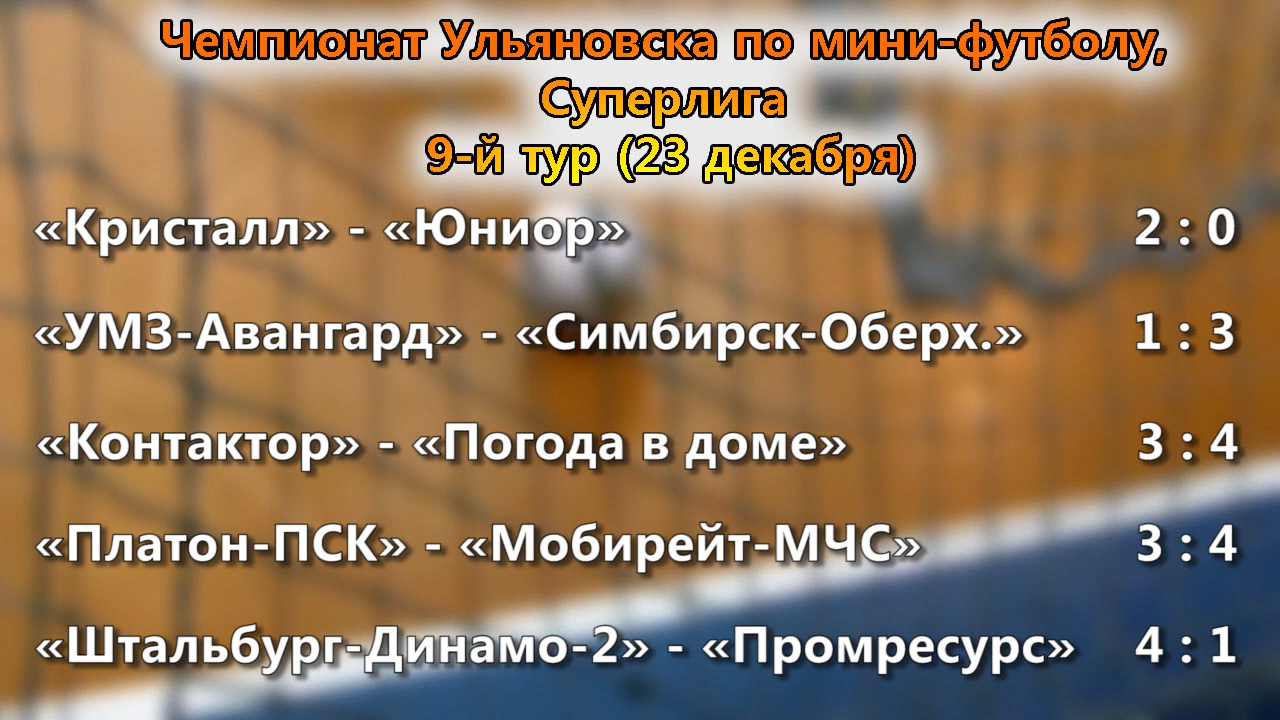 Чемпионат Ульяновска по мини-футболу,
Суперлига
9-й тур (23 декабря)
«Кристалл» - «Юниор» 2 : 0
«УМЗ-Авангард» - «Симбирск-Оберх.» 1 : 3
«Контактор» - «Погода в доме» 3 : 4
«Платон-ПСК» - «Мобирейт-МЧС» 3 : 4
«Штальбург-Динамо-2» - «Промресурс» 4 : 1